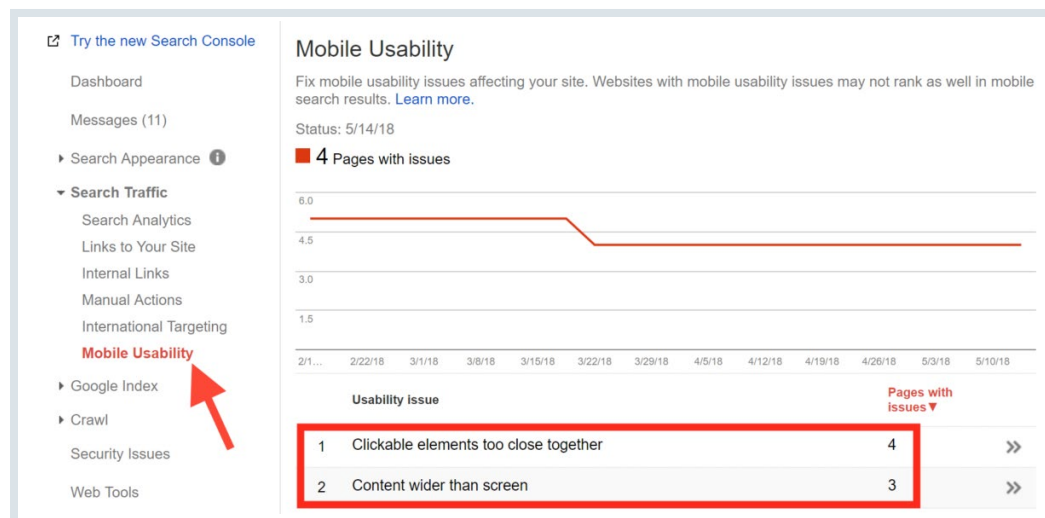 Try the new Search Console
Dashboard
Messages (11)
Search Appearance
Search Traffic
Search Analytics
Links to Your Site
Internal Links
Manual Actions
International Targeting
Mobile Usability
Google Index
Crawl
Security Issues
Web Tools
Mobile Usability
Fix mobile usability issues affecting your site. Websites with mobile usability issues may not rank as well in mobile
search results. Learn more.
Status: 5/14/18
4 Pages with issues
6.0
4.5
3.0
1.5
2/1... 2/22/18 3/1/18 3/8/18 3/15/18 3/22/18 3/29/18 4/5/18 4/12/18 4/19/18 4/26/18 5/3/18 5/10/18
Usability issue Pages with
issues▼
1 Clickable elements too close together 4 »
2 Content wider than screen 3 »